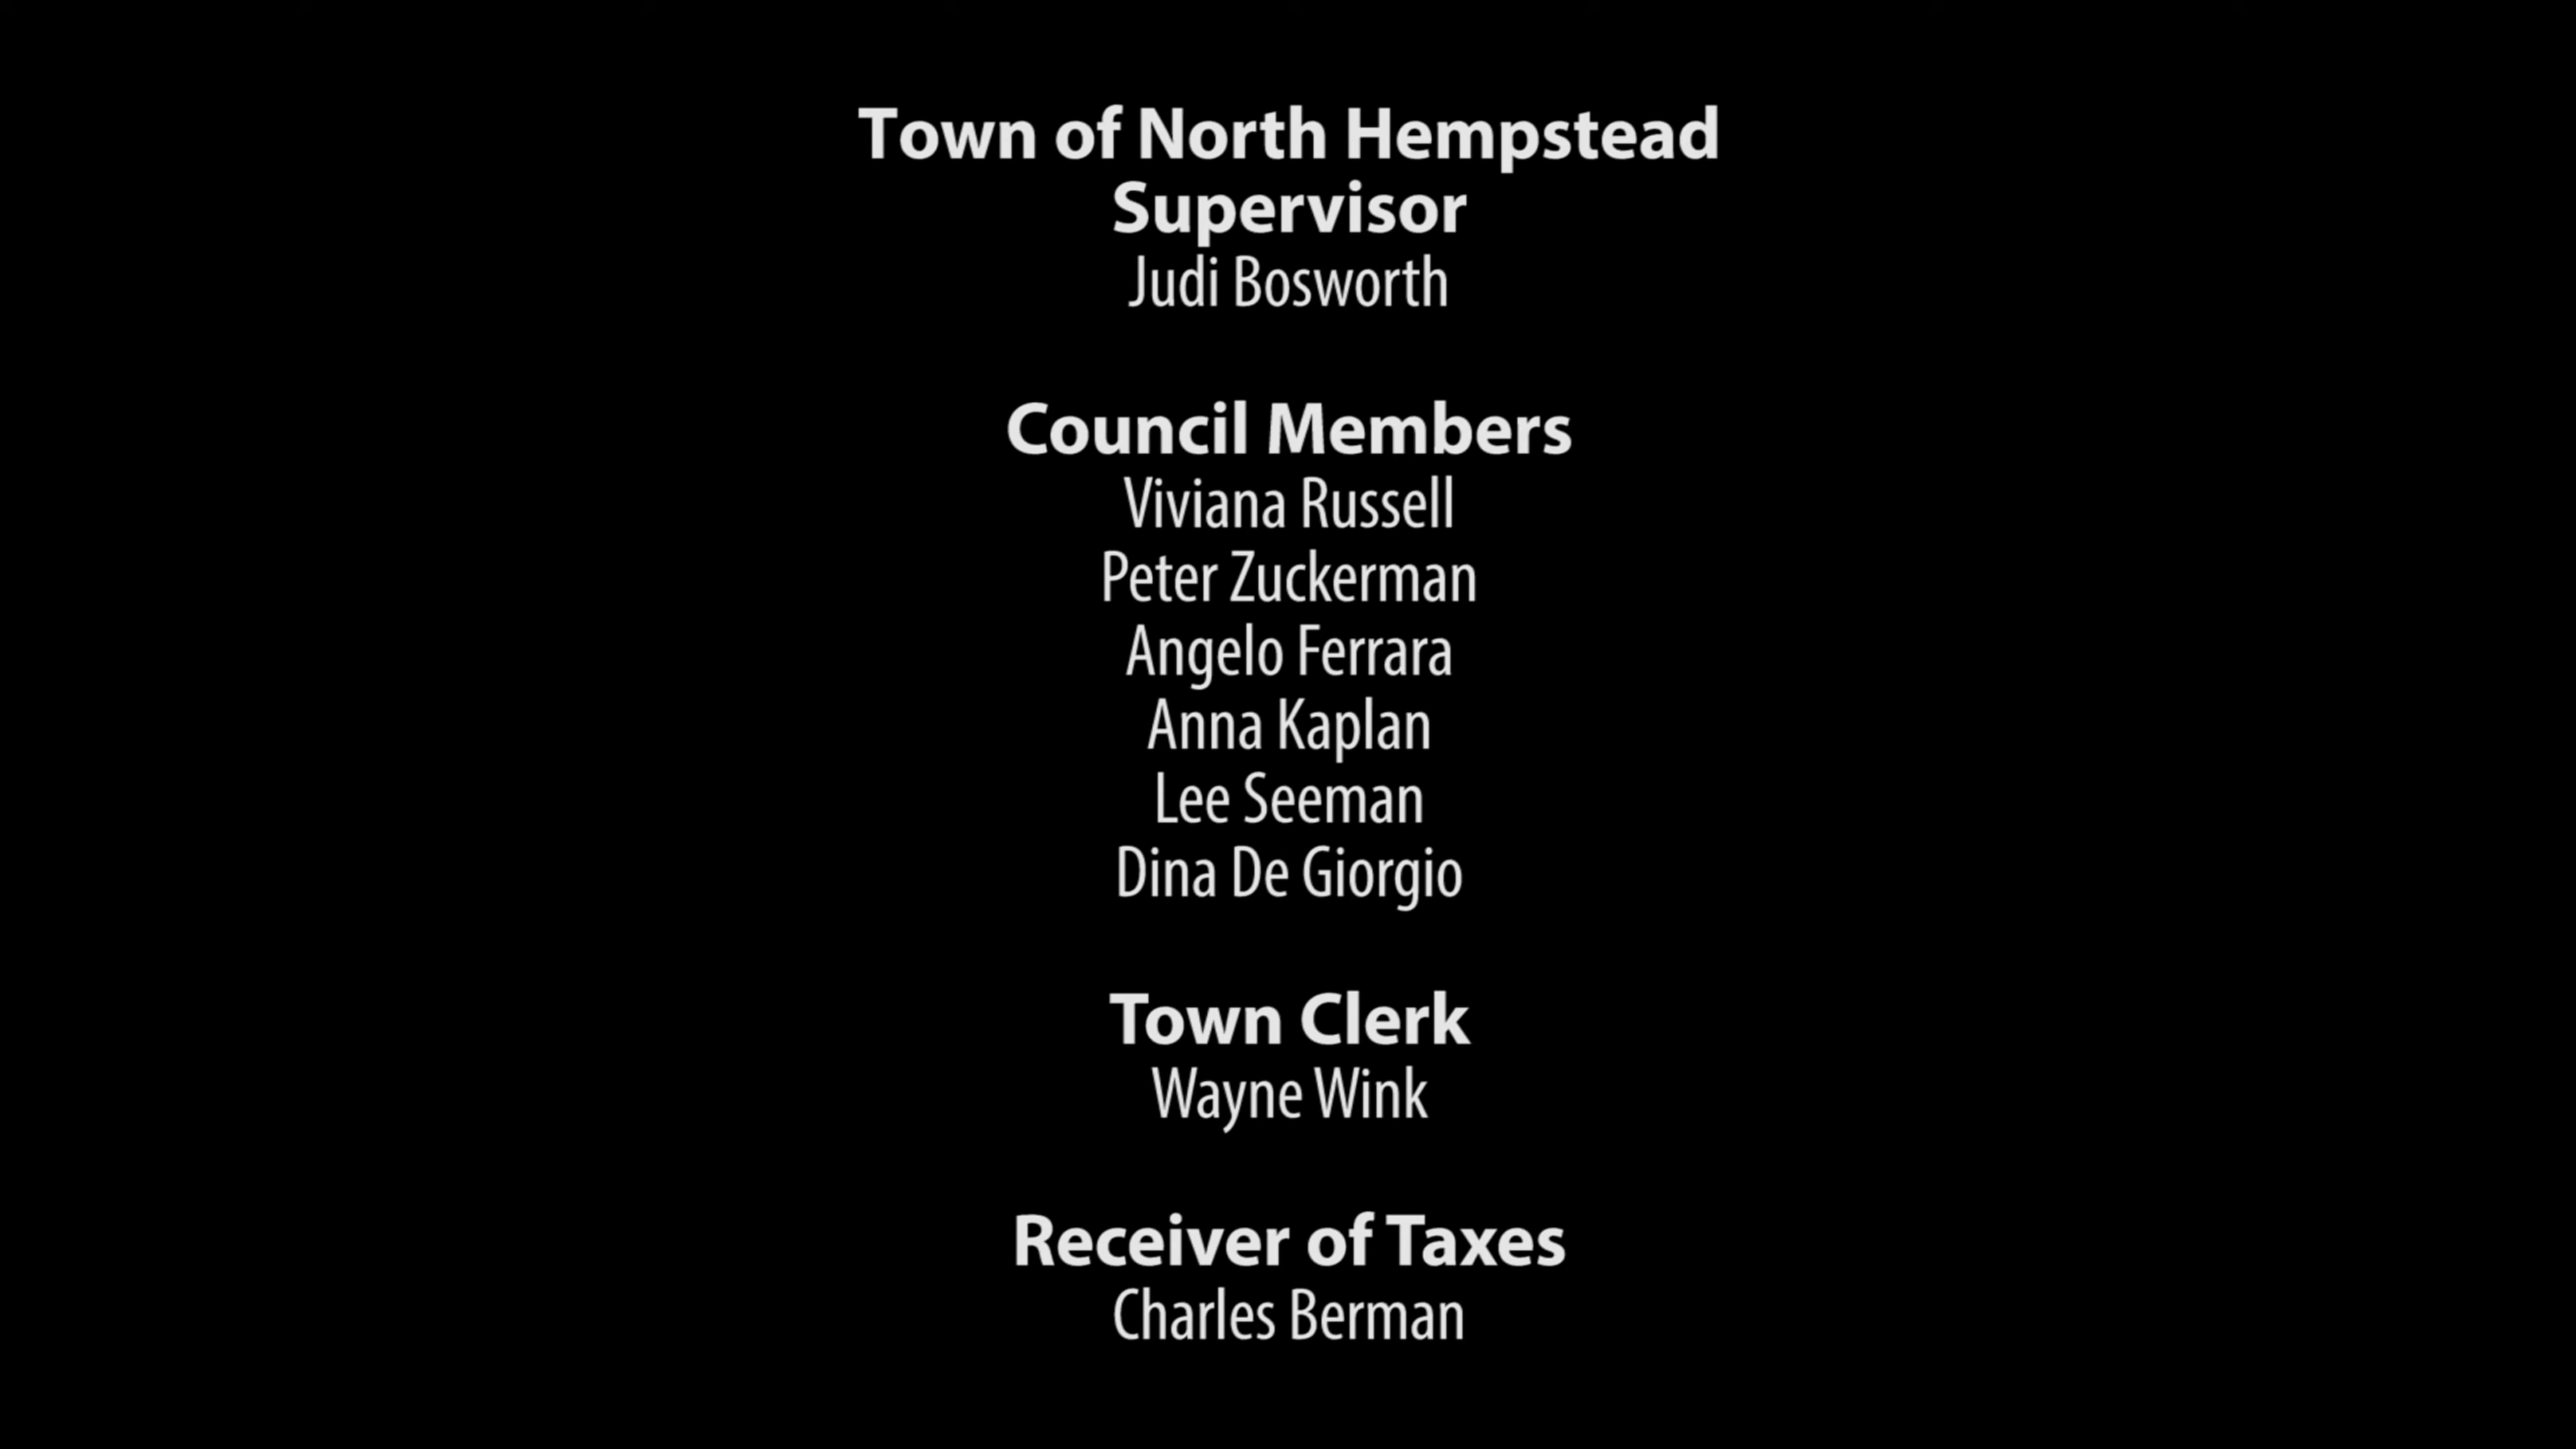 Town of North Hempstead
Supervisor
Judi Bosworth
Council Members
Viviana Russell
Peter Zuckerman
Angelo Ferrara
Anna Kaplan
Lee Seeman
Dina De Giorgio
Town Clerk
Wayne Wink
Receiver of Taxes
Charles Berman